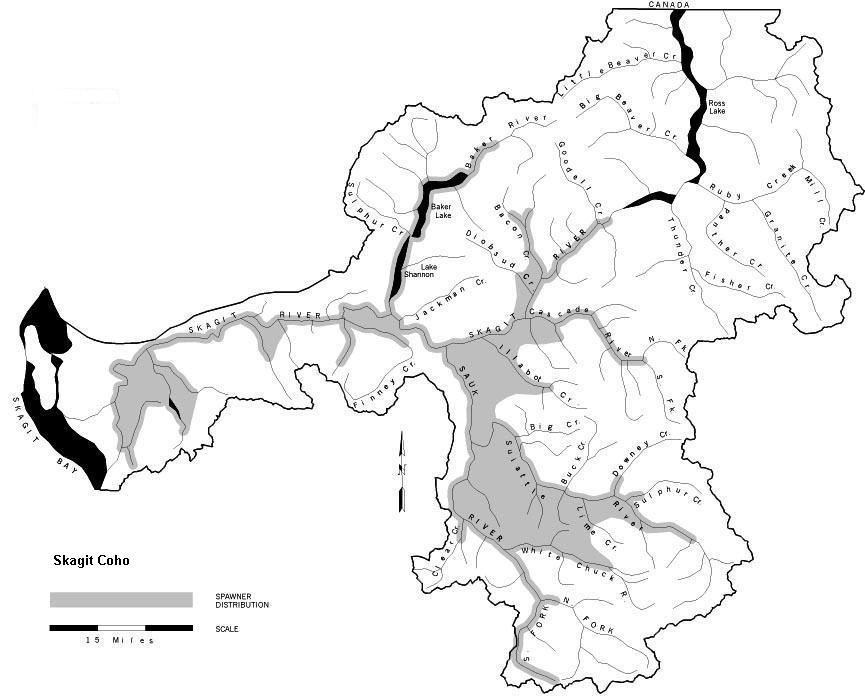 CANADA
Little Beaver Cr.
Big Beaver Cr.
Ross
Lake
Baker River
Goodell Cr.
Ruby Creek
Mill Cr.
Sulphur Cr.
Baker
Lake
Bacon Cr.
Diobsud Cr.
RIVER
Thunder Cr.
Granite Cr.
Fisher Cr.
Lake
Shannon
Jackman Cr.
SKAGIT RIVER
SKAGIT
Cascade River
N Fk.
S Fk.
Finney Cr.
SAUK
Illabot Cr.
SKAGIT BAY
Big Cr.
Buck Cr.
Downey Cr.
N
Suiattle River
Sulphur Cr.
Lime Cr.
RIVER
Clear Cr.
White Chuck R
N FORK
S. FORK
Skagit Coho
SPAWNER
DISTRIBUTION
SCALE
15 Miles